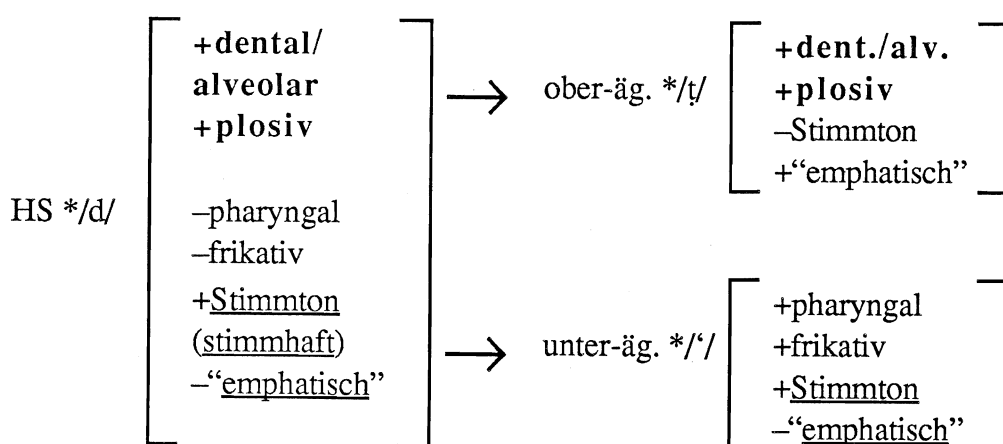 +dental/
alveolar
+plosiv
HS */d/
–pharyngal
–frikativ
+Stimmton
(stimmhaft)
–“emphatisch”
ober-äg. */ṭ/
+dent./alv.
+plosiv
–Stimmton
+“emphatisch”
unter-äg. */ʿ/
+pharyngal
+frikativ
+Stimmton
–“emphatisch”